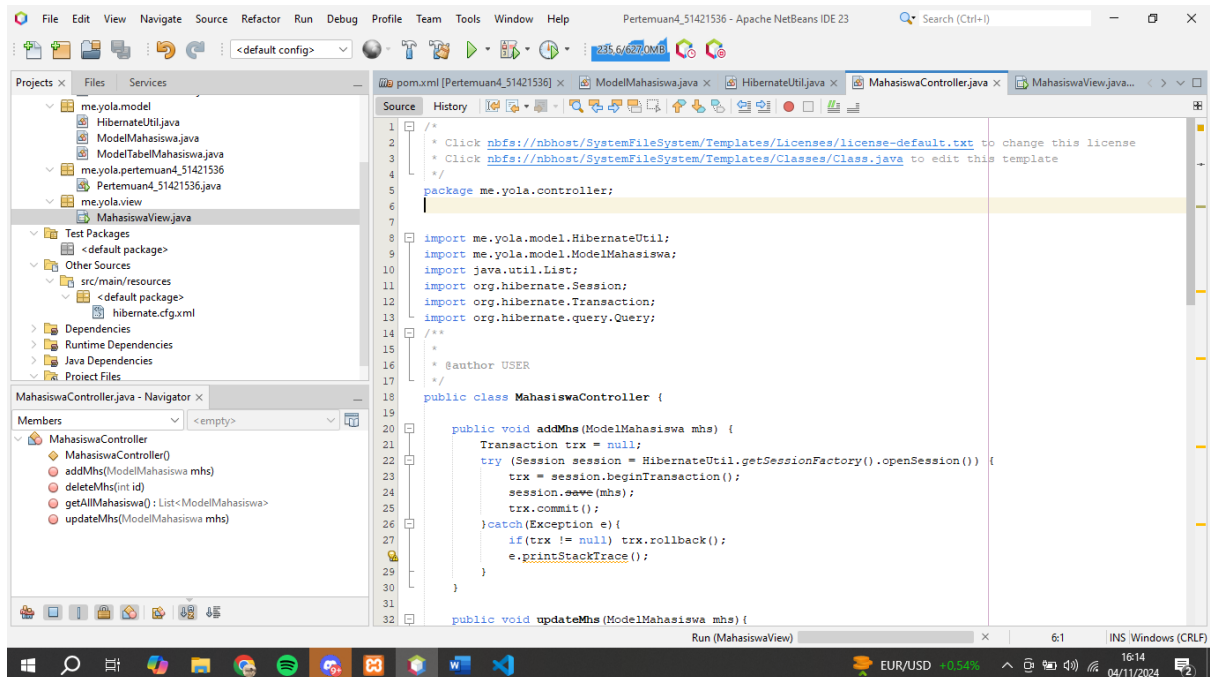 File Edit View Navigate Source Refactor Run Debug Profile Team Tools Window Help Pertemuan4_51421536 - Apache NetBeans IDE 23 Search (Ctrl+I)
<default config> 235.6/627.0MB
Projects Files Services
me.yola.model
HibernateUtil.java
ModelMahasiswa.java
ModelTabelMahasiswa.java
me.yola.pertemuan4_51421536
Pertemuan4_51421536.java
me.yola.view
MahasiswaView.java
Test Packages
<default package>
Other Sources
src/main/resources
<default package>
hibernate.cfg.xml
Dependencies
Runtime Dependencies
Java Dependencies
Project Files
MahasiswaController.java - Navigator
Members <empty>
MahasiswaController
MahasiswaController()
addMhs(ModelMahasiswa mhs)
deleteMhs(int id)
getAllMahasiswa() : List<ModelMahasiswa>
updateMhs(ModelMahasiswa mhs)
pom.xml [Pertemuan4_51421536] ModelMahasiswa.java HibernateUtil.java MahasiswaController.java MahasiswaView.java...
Source History
1 /*
2 * Click nbfs://nbhost/SystemFileSystem/Templates/Licenses/license-default.txt to change this license
3 * Click nbfs://nbhost/SystemFileSystem/Templates/Classes/Class.java to edit this template
4 */
5 package me.yola.controller;
6
7
8 import me.yola.model.HibernateUtil;
9 import me.yola.model.ModelMahasiswa;
10 import java.util.List;
11 import org.hibernate.Session;
12 import org.hibernate.Transaction;
13 import org.hibernate.query.Query;
14 /**
15 *
16 * @author USER
17 */
18 public class MahasiswaController {
19
20 public void addMhs(ModelMahasiswa mhs) {
21 Transaction trx = null;
22 try (Session session = HibernateUtil.getSessionFactory().openSession()) {
23 trx = session.beginTransaction();
24 session.save(mhs);
25 trx.commit();
26 }catch(Exception e){
27 if(trx != null) trx.rollback();
e.printStackTrace();
29 }
30 }
31
32 public void updateMhs(ModelMahasiswa mhs){
Run (MahasiswaView) 6:1 INS Windows (CRLF)
EUR/USD +0.54% 16:14
04/11/2024